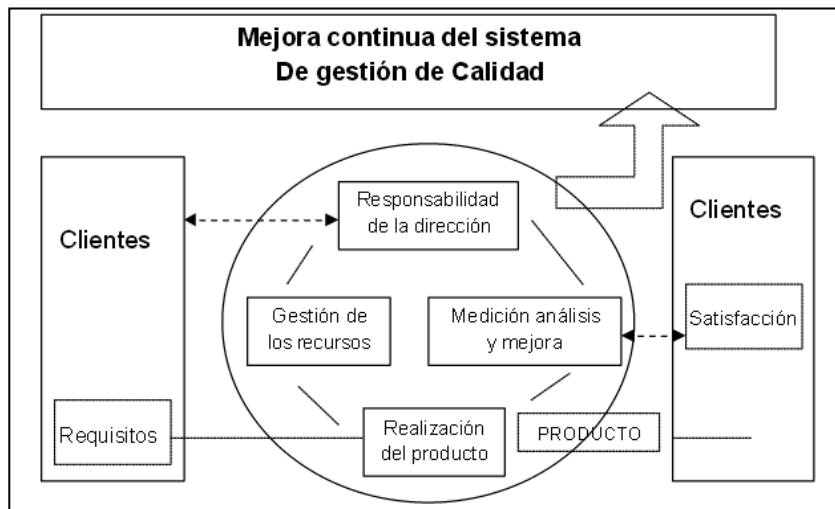 Mejora continua del sistema
De gestión de Calidad
Clientes
Responsabilidad
de la dirección
Clientes
Gestión de
los recursos
Medición análisis
y mejora
Satisfacción
Requisitos
Realización
del producto
PRODUCTO